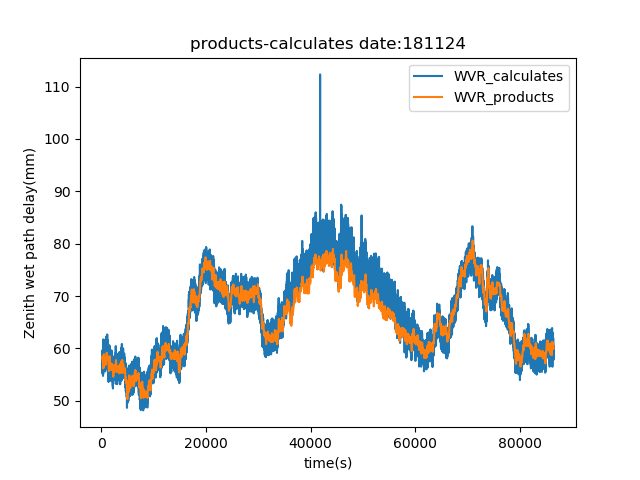 products-calculates date:181124
WVR_calculates
WVR_products
Zenith wet path delay(mm)
110
100
90
80
70
60
50
0 20000 40000 60000 80000
time(s)